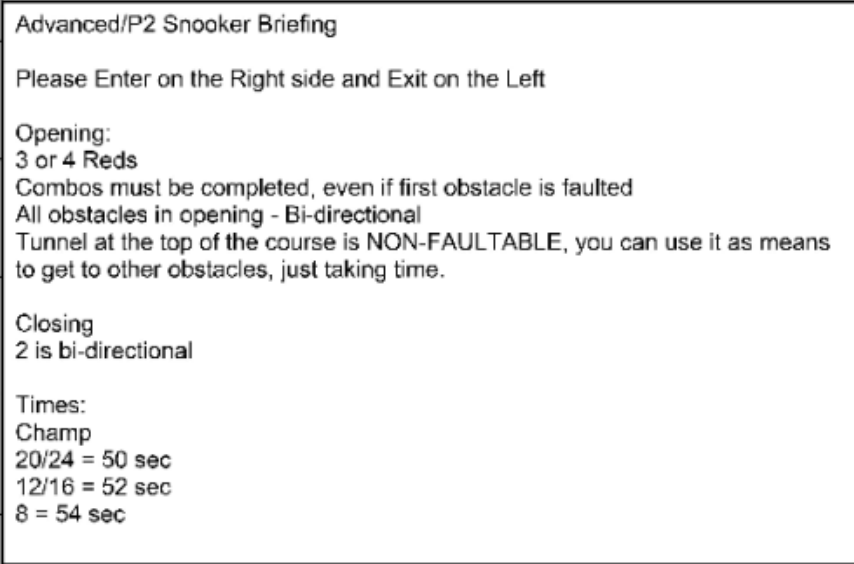 Advanced/P2 Snooker Briefing
Please Enter on the Right side and Exit on the Left
Opening:
3 or 4 Reds
Combos must be completed, even if first obstacle is faulted
All obstacles in opening - Bi-directional
Tunnel at the top of the course is NON-FAULTABLE, you can use it as means
to get to other obstacles, just taking time.
Closing
2 is bi-directional
Times:
Champ
20/24 = 50 sec
12/16 = 52 sec
8 = 54 sec